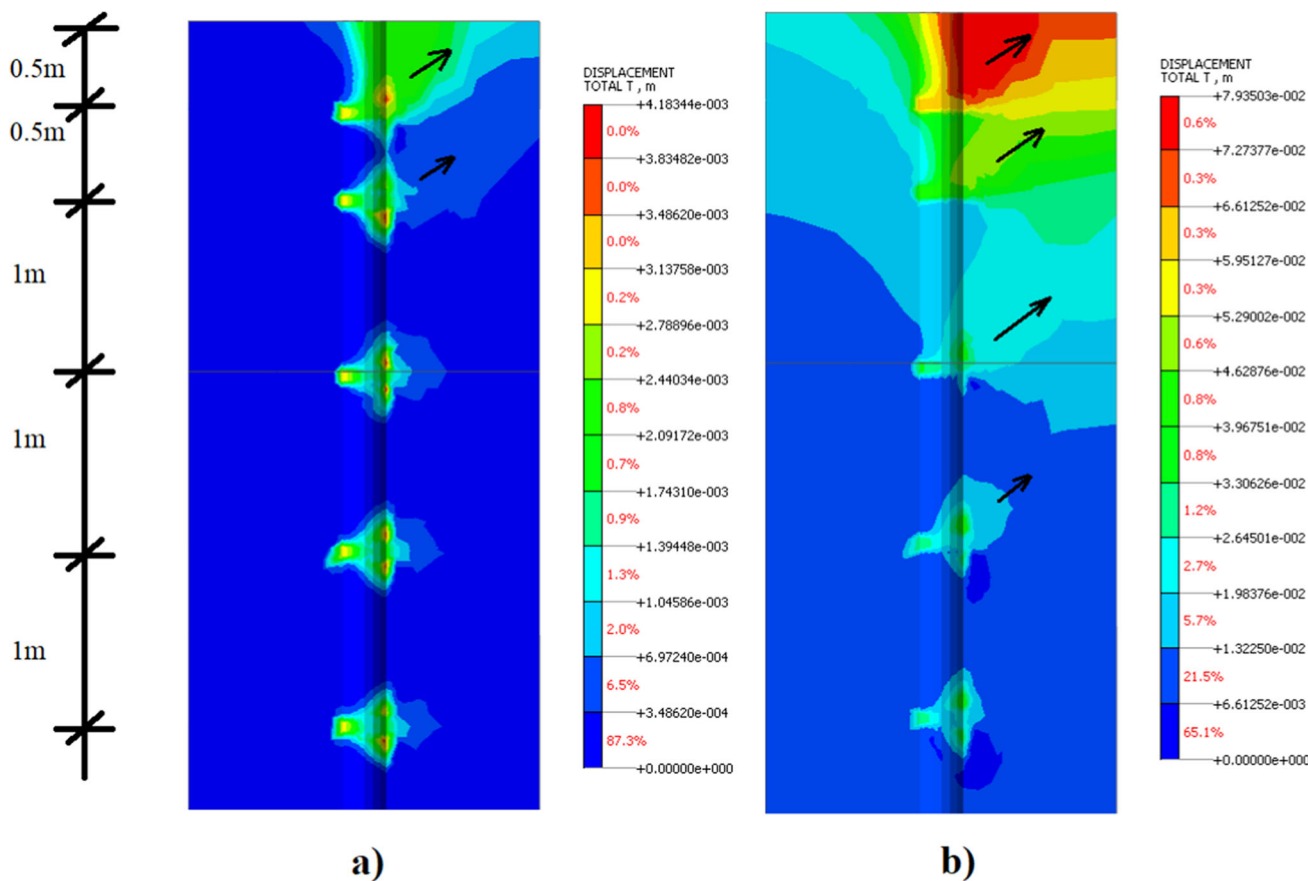 0.5m
0.5m
1m
1m
1m
DISPLACEMENT
TOTAL T , m
+4.18344e-003
0.0%
+3.83482e-003
0.0%
+3.48620e-003
0.0%
+3.13758e-003
0.2%
+2.78896e-003
0.2%
+2.44034e-003
0.8%
+2.09172e-003
0.7%
+1.74310e-003
0.9%
+1.39448e-003
1.3%
+1.04586e-003
2.0%
+6.97240e-004
6.5%
+3.48620e-004
87.3%
+0.00000e+000
a)
DISPLACEMENT
TOTAL T , m
+7.93503e-002
0.6%
+7.27377e-002
0.3%
+6.61252e-002
0.3%
+5.95127e-002
0.3%
+5.29002e-002
0.6%
+4.62876e-002
0.8%
+3.96751e-002
0.8%
+3.30626e-002
1.2%
+2.64501e-002
2.7%
+1.98376e-002
5.7%
+1.32250e-002
21.5%
+6.61252e-003
65.1%
+0.00000e+000
b)